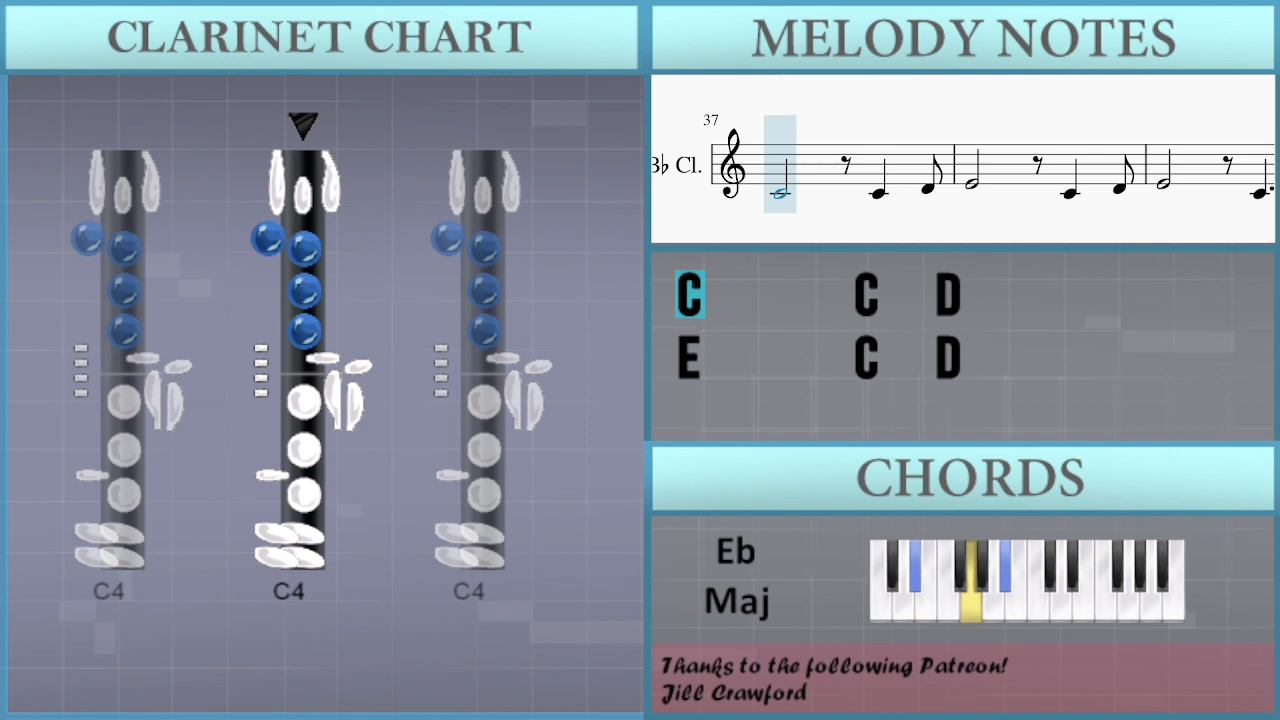 CLARINET CHART
C4 C4 C4
MELODY NOTES
37
B♭ Cl.
C C D
E C D
CHORDS
Eb
Maj
Thanks to the following Patreon!
Jill Crawford